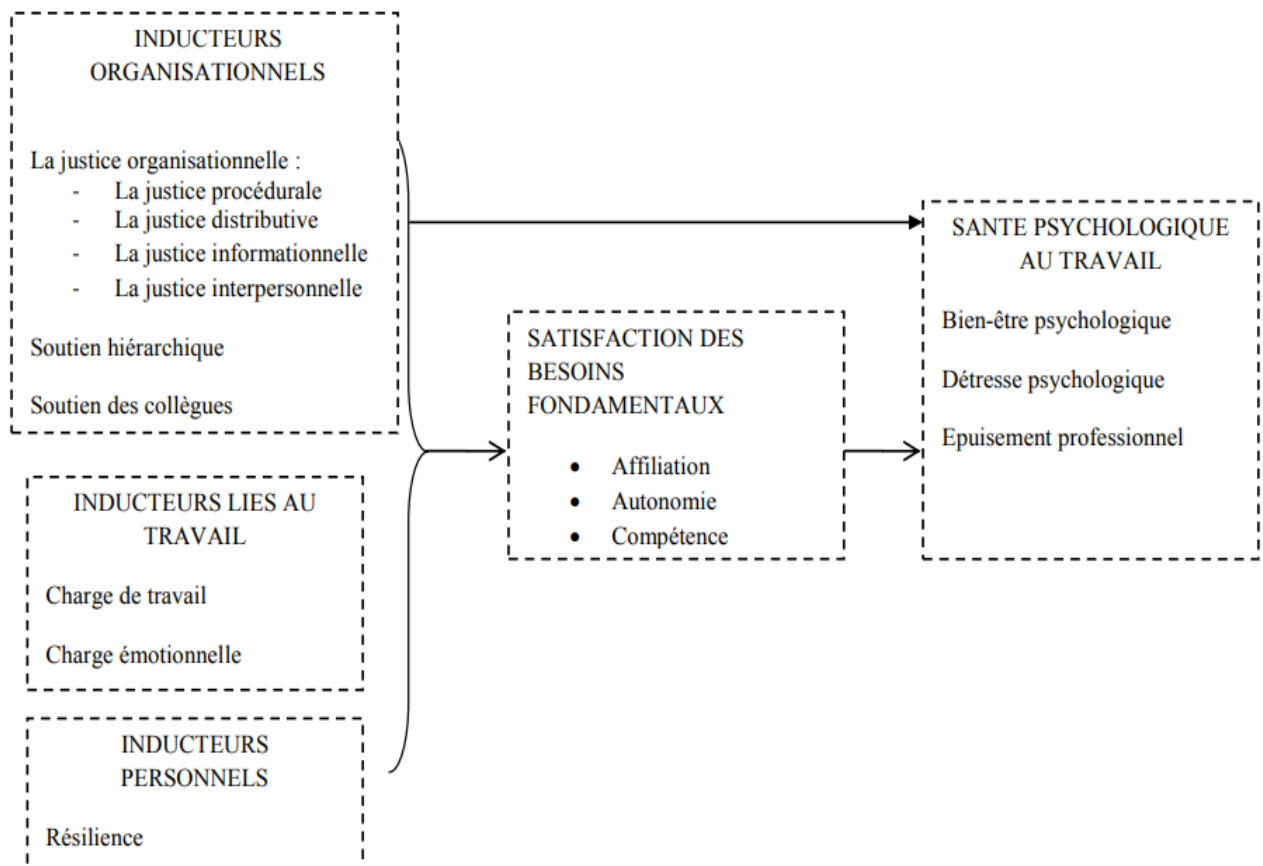 INDUCTEURS
ORGANISATIONNELS
La justice organisationnelle :
- La justice procédurale
- La justice distributive
- La justice informationnelle
- La justice interpersonnelle
Soutien hiérarchique
Soutien des collègues
INDUCTEURS LIES AU
TRAVAIL
Charge de travail
Charge émotionnelle
INDUCTEURS
PERSONNELS
Résilience
SATISFACTION DES
BESOINS
FONDAMENTAUX
• Affiliation
• Autonomie
• Compétence
SANTE PSYCHOLOGIQUE
AU TRAVAIL
Bien-être psychologique
Détresse psychologique
Epuisement professionnel